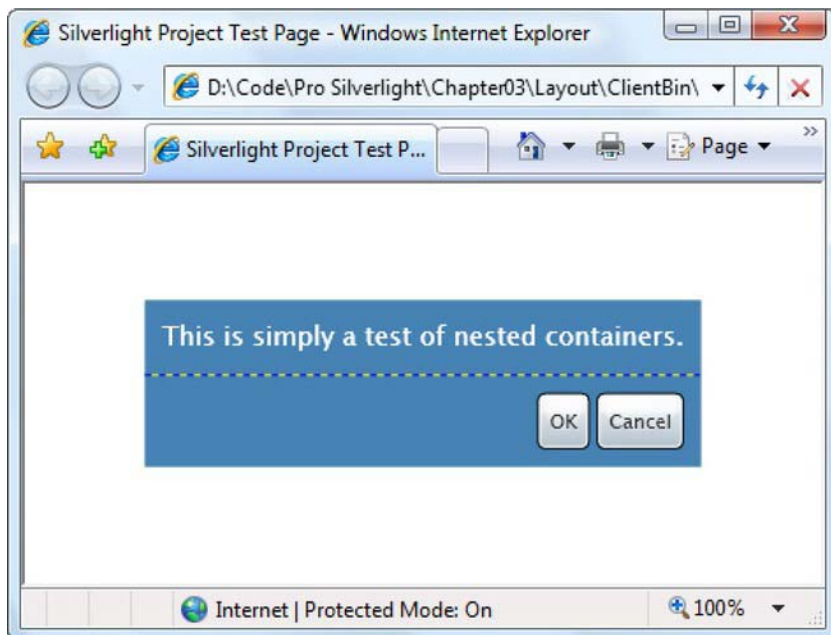 Silverlight Project Test Page - Windows Internet Explorer
D:\Code\Pro Silverlight\Chapter03\Layout\ClientBin\
Silverlight Project Test P...
Page
This is simply a test of nested containers.
OK
Cancel
Internet | Protected Mode: On
100%